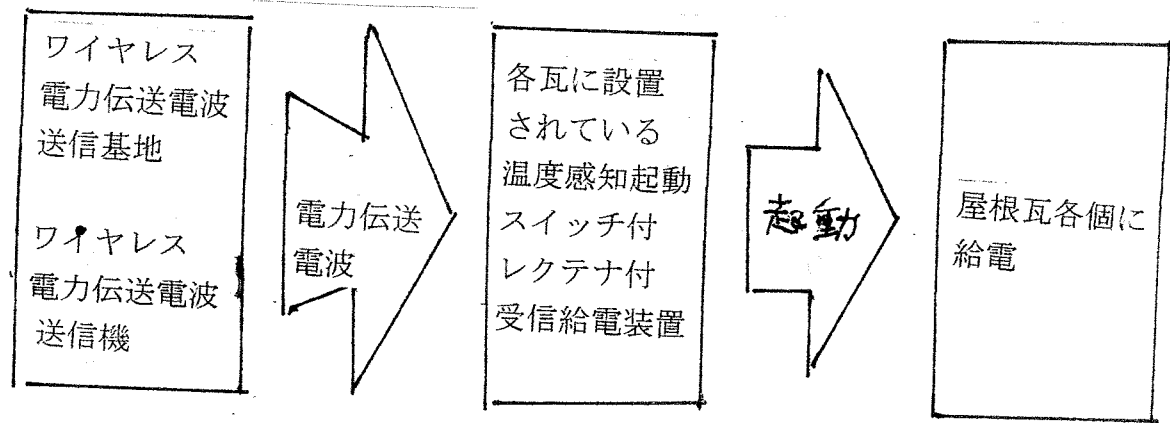 ワイヤレス
電力伝送電波
送信基地
ワイヤレス
電力伝送電波
送信機
電力伝送
電波
各瓦に設置
されている
温度感知起動
スイッチ付
レクテナ付
受信給電装置
起動
屋根瓦各個に
給電